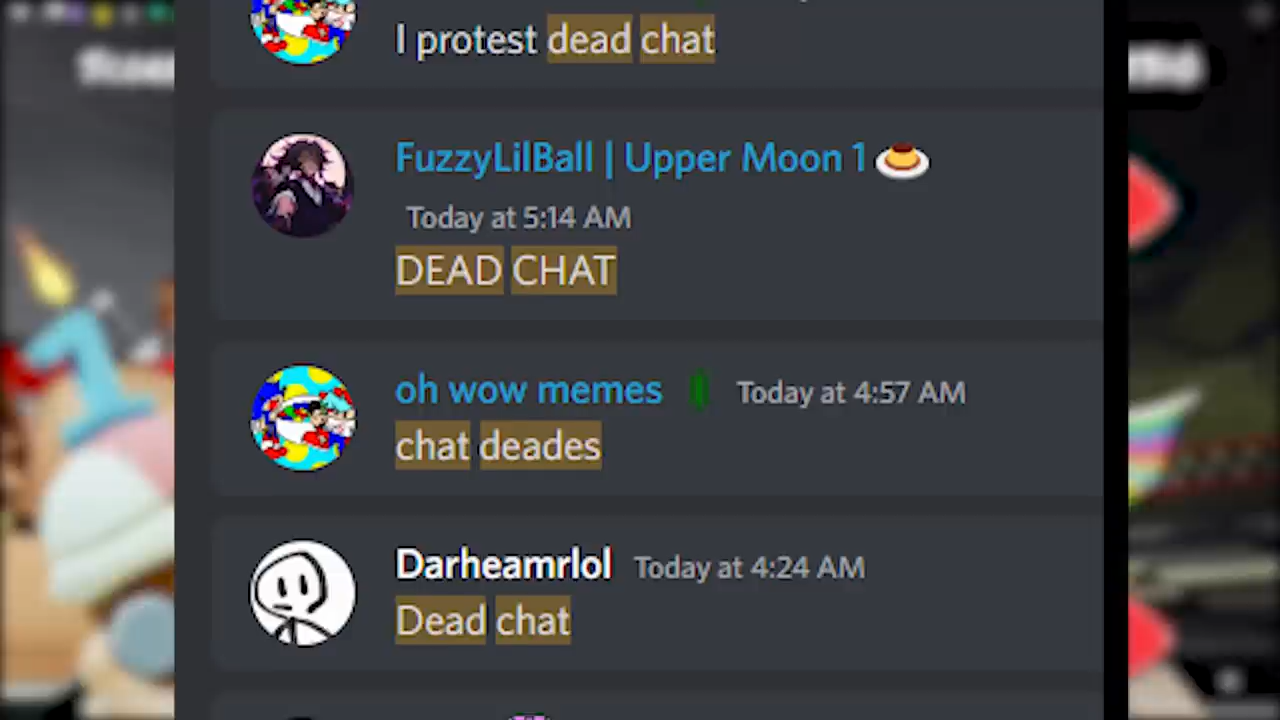 I protest dead chat
FuzzyLilBall | Upper Moon 1🍮
Today at 5:14 AM
DEAD CHAT
oh wow memes Today at 4:57 AM
chat deades
Darheamrlol Today at 4:24 AM
Dead chat